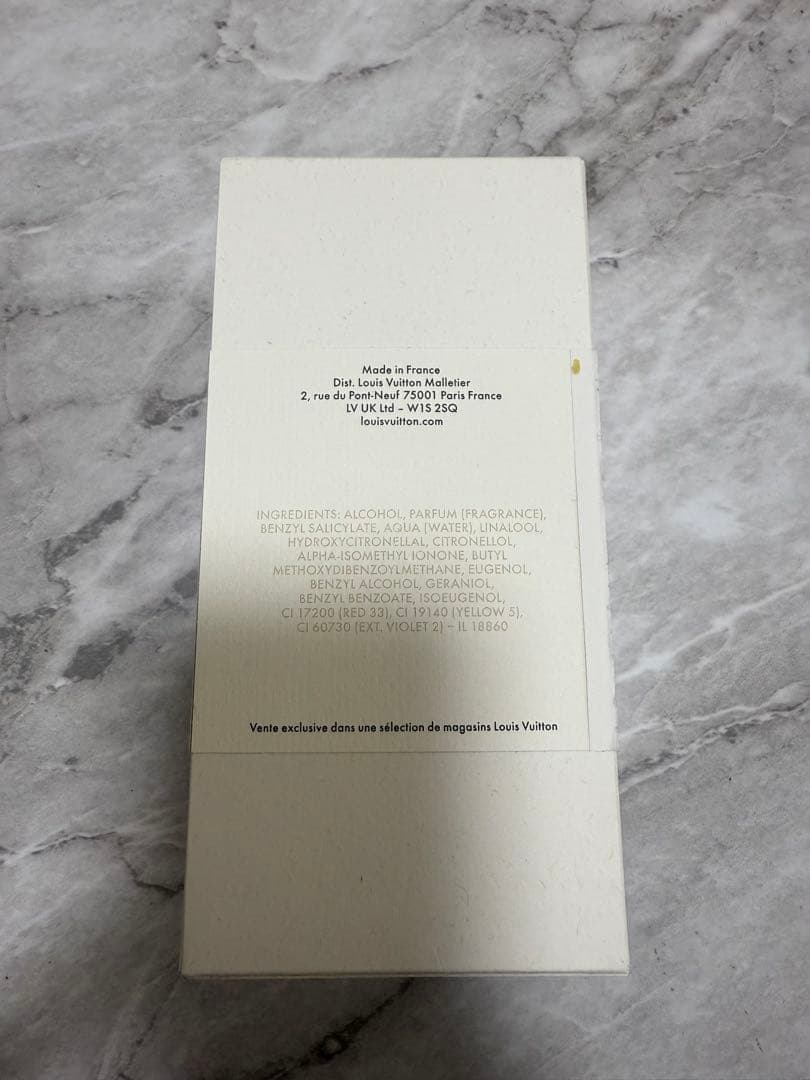 Made in France
Dist. Louis Vuitton Malletier
2, rue du Pont-Neuf 75001 Paris France
LV UK Ltd – W1S 2SQ
louisvuitton.com
INGREDIENTS: ALCOHOL, PARFUM (FRAGRANCE),
BENZYL SALICYLATE, AQUA (WATER), LINALOOL,
HYDROXYCITRONELLAL, CITRONELLOL,
ALPHA-ISOMETHYL IONONE, BUTYL
METHOXYDIBENZOYLMETHANE, EUGENOL,
BENZYL ALCOHOL, GERANIOL,
BENZYL BENZOATE, ISOEUGENOL,
CI 17200 (RED 33), CI 19140 (YELLOW 5),
CI 60730 (EXT. VIOLET 2) – IL 18860
Vente exclusive dans une sélection de magasins Louis Vuitton